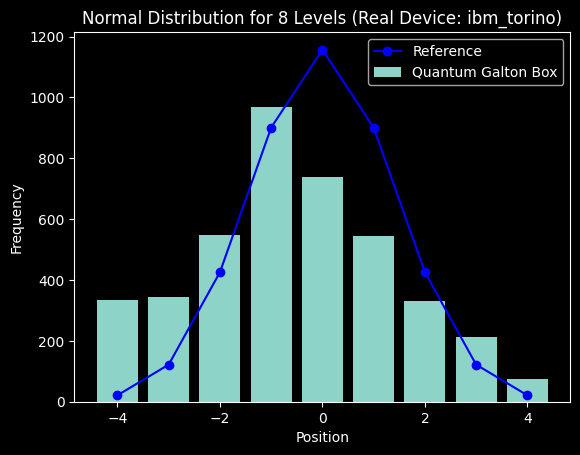 Normal Distribution for 8 Levels (Real Device: ibm_torino)
Reference
Quantum Galton Box
1200
1000
800
600
400
200
0
Frequency
−4 −2 0 2 4
Position